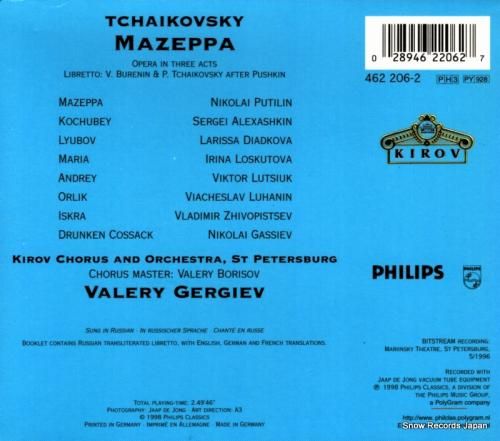 TCHAIKOVSKY
MAZEPPA
OPERA IN THREE ACTS
LIBRETTO: V. BURENIN & P. TCHAIKOVSKY AFTER PUSHKIN
MAZEPPA NIKOLAI PUTILIN
KOCHUBEY SERGEI ALEXASHKIN
LYUBOV LARISSA DIADKOVA
MARIA IRINA LOSKUTOVA
ANDREY VIKTOR LUTSIUK
ORLIK VIACHESLAV LUHANIN
ISKRA VLADIMIR ZHIVOPISTSEV
DRUNKEN COSSACK NIKOLAI GASSIEV
KIROV CHORUS AND ORCHESTRA, ST PETERSBURG
CHORUS MASTER: VALERY BORISOV
VALERY GERGIEV
SUNG IN RUSSIAN · IN RUSSISCHER SPRACHE · CHANTÉ EN RUSSE
BOOKLET CONTAINS RUSSIAN TRANSLITERATED LIBRETTO, WITH ENGLISH, GERMAN AND FRENCH TRANSLATIONS.
TOTAL PLAYING-TIME: 2.49'46"
PHOTOGRAPHY: JAAP DE JONG · ART DIRECTION: A3
© 1998 PHILIPS CLASSICS
PRINTED IN GERMANY · IMPRIMÉ EN ALLEMAGNE · MADE IN GERMANY
0 28946 22062 7
462 206-2 PH3 PY 928
KIROV
PHILIPS
BITSTREAM RECORDING:
MARIINSKY THEATRE, ST PETERSBURG,
5/1996
RECORDED WITH
JAAP DE JONG VACUUM TUBE EQUIPMENT
℗ 1998 PHILIPS CLASSICS, A DIVISION OF
THE PHILIPS MUSIC GROUP,
a PolyGram company
http://www.philclas.polygram.nl
©Snow Records Japan